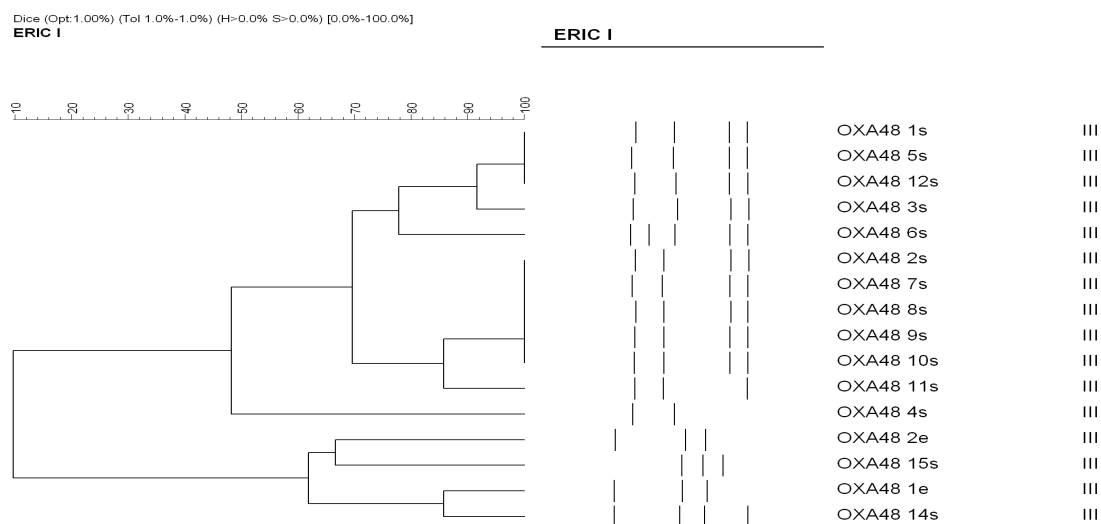 Dice (Opt:1.00%) (Tol 1.0%-1.0%) (H>0.0% S>0.0%) [0.0%-100.0%]
ERIC I
ERIC I
10 20 30 40 50 60 70 80 90 100
OXA48 1s III
OXA48 5s III
OXA48 12s III
OXA48 3s III
OXA48 6s III
OXA48 2s III
OXA48 7s III
OXA48 8s III
OXA48 9s III
OXA48 10s III
OXA48 11s III
OXA48 4s III
OXA48 2e III
OXA48 15s III
OXA48 1e III
OXA48 14s III